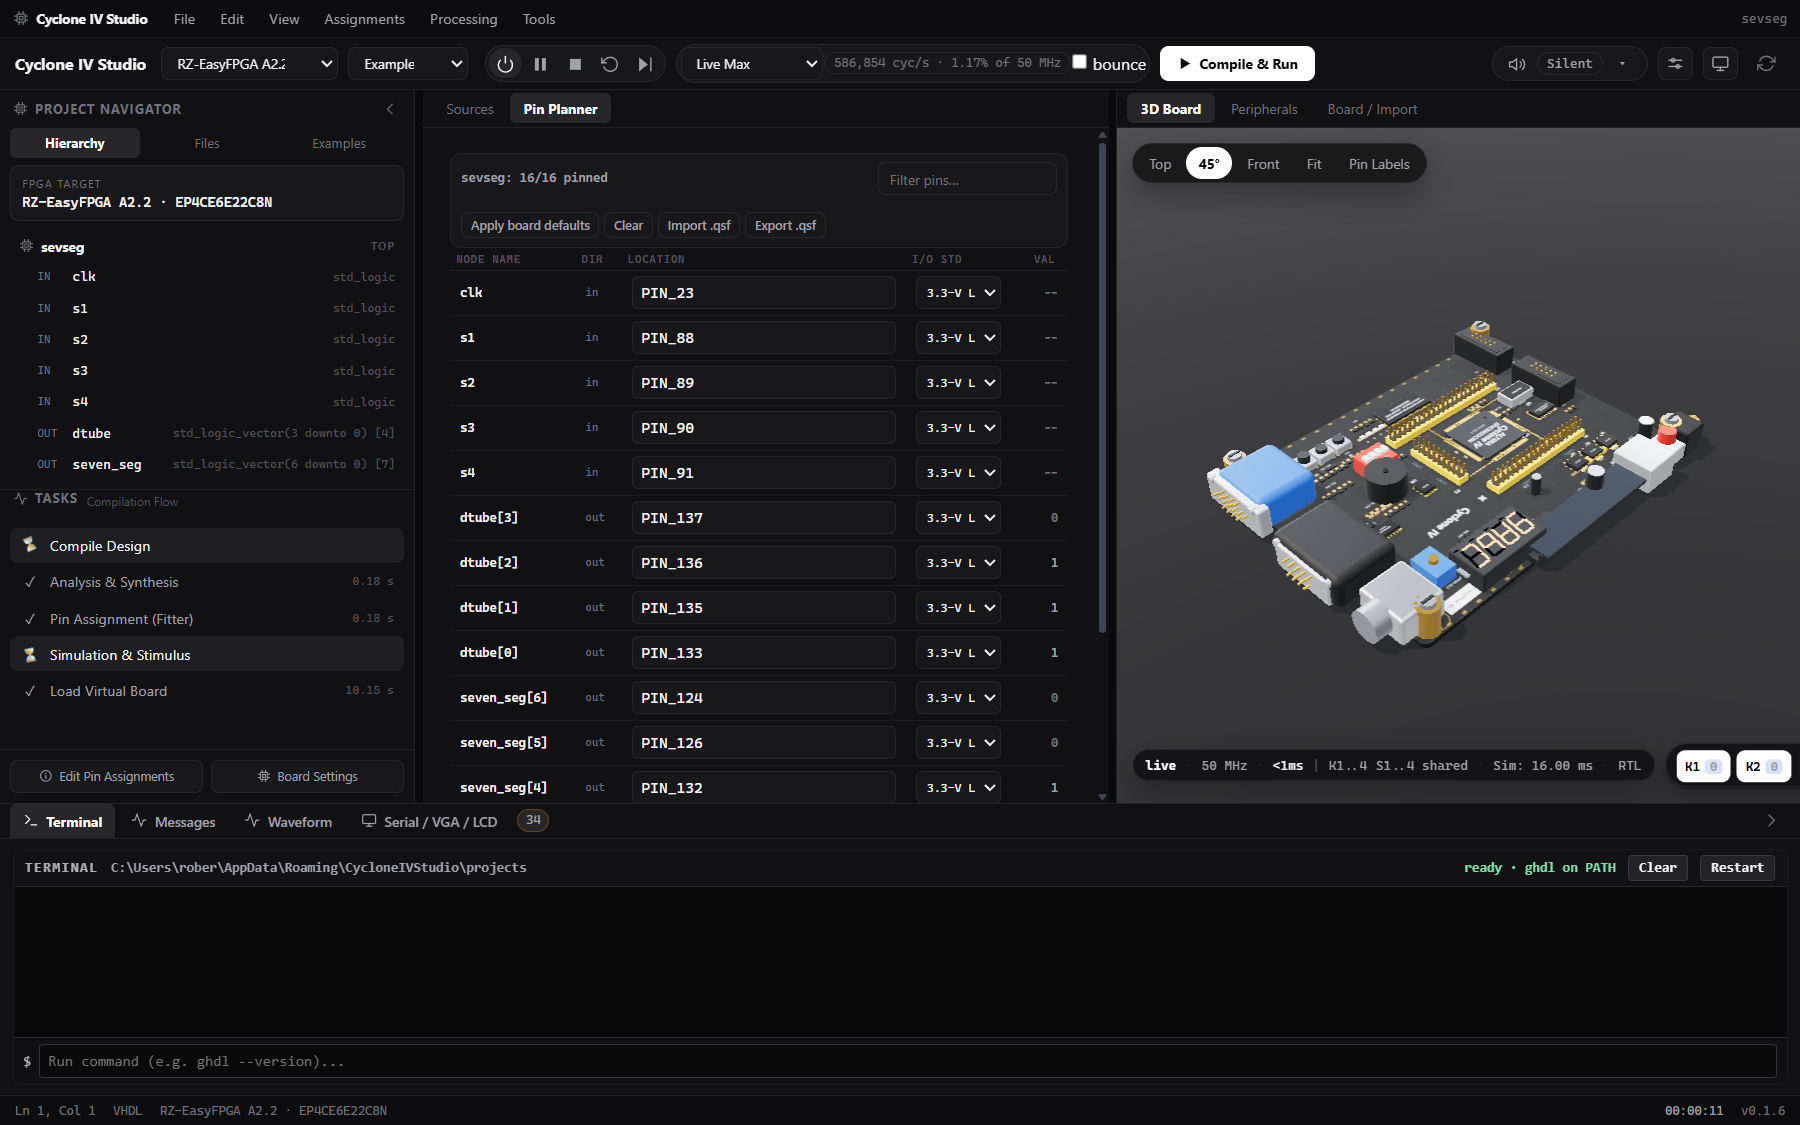 Cyclone IV Studio File Edit View Assignments Processing Tools sevseg
Cyclone IV Studio RZ-EasyFPGA A2.2 Example Live Max 586,854 cyc/s · 1.17% of 50 MHz bounce Compile & Run Silent
PROJECT NAVIGATOR
Hierarchy Files Examples
FPGA TARGET
RZ-EasyFPGA A2.2 · EP4CE6E22C8N
sevseg TOP
IN clk std_logic
IN s1 std_logic
IN s2 std_logic
IN s3 std_logic
IN s4 std_logic
OUT dtube std_logic_vector(3 downto 0) [4]
OUT seven_seg std_logic_vector(6 downto 0) [7]
TASKS Compilation Flow
Compile Design
Analysis & Synthesis 0.18 s
Pin Assignment (Fitter) 0.18 s
Simulation & Stimulus
Load Virtual Board 10.15 s
Edit Pin Assignments Board Settings
Sources Pin Planner
sevseg: 16/16 pinned Filter pins...
Apply board defaults Clear Import .qsf Export .qsf
NODE NAME DIR LOCATION I/O STD VAL
clk in PIN_23 3.3-V L --
s1 in PIN_88 3.3-V L --
s2 in PIN_89 3.3-V L --
s3 in PIN_90 3.3-V L --
s4 in PIN_91 3.3-V L --
dtube[3] out PIN_137 3.3-V L 0
dtube[2] out PIN_136 3.3-V L 1
dtube[1] out PIN_135 3.3-V L 1
dtube[0] out PIN_133 3.3-V L 1
seven_seg[6] out PIN_124 3.3-V L 0
seven_seg[5] out PIN_126 3.3-V L 0
seven_seg[4] out PIN_132 3.3-V L 1
3D Board Peripherals Board / Import
Top 45° Front Fit Pin Labels
Cyclone IV
live · 50 MHz · <1ms | K1..4 S1..4 shared · Sim: 16.00 ms · RTL K1 0 K2 0
Terminal Messages Waveform Serial / VGA / LCD 34
TERMINAL C:\Users\rober\AppData\Roaming\CycloneIVStudio\projects ready · ghdl on PATH Clear Restart
$ Run command (e.g. ghdl --version)...
Ln 1, Col 1 VHDL RZ-EasyFPGA A2.2 · EP4CE6E22C8N 00:00:11 v0.1.6